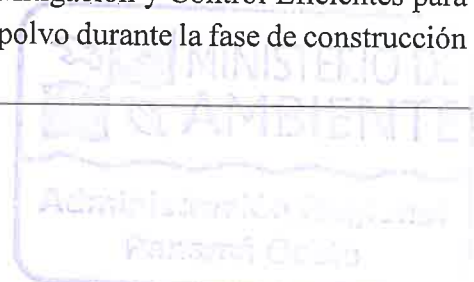 Mitigación y Control Eficientes para
polvo durante la fase de construcción
MINISTERIO DE
AMBIENTE
Administración Regional
Panamá Oeste